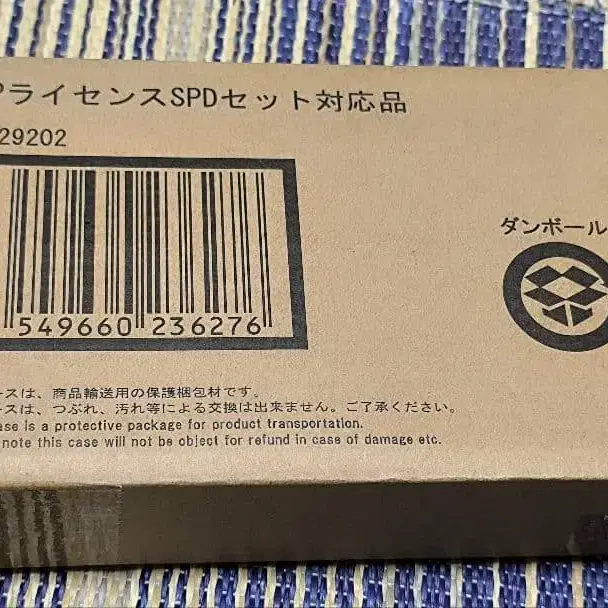 PライセンスSPDセット対応品
29202
549660 236276
ダンボール
ースは、商品輸送用の保護梱包材です。
ースは、つぶれ、汚れ等による交換は出来ません。ご了承ください。
ase is a protective package for product transportation.
note this case will not be object for refund in case of damage etc.